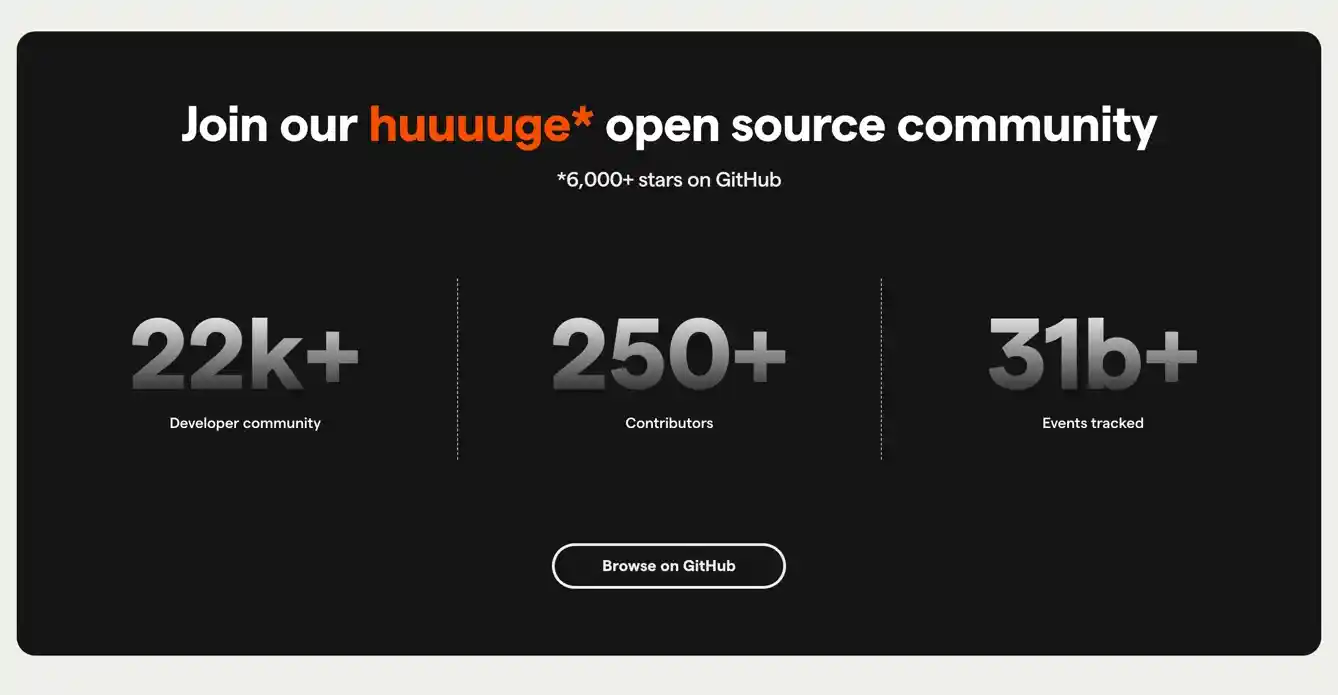 Join our huuuuge* open source community
*6,000+ stars on GitHub
22k+
Developer community
250+
Contributors
31b+
Events tracked
Browse on GitHub